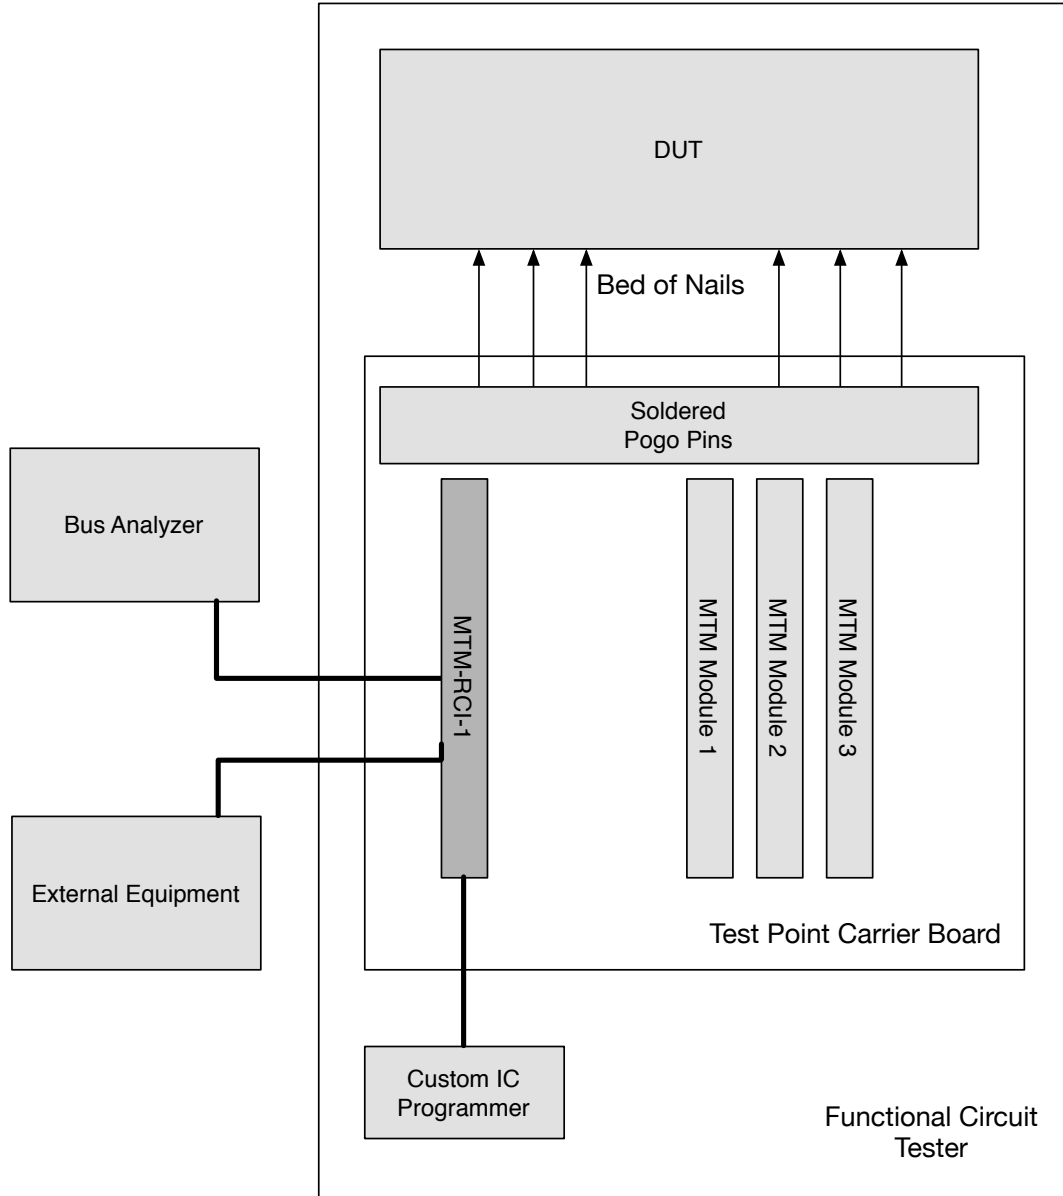 DUT
Bed of Nails
Soldered
Pogo Pins
Bus Analyzer
MTM-RCI-1
MTM Module 1
MTM Module 2
MTM Module 3
External Equipment
Test Point Carrier Board
Custom IC
Programmer
Functional Circuit
Tester